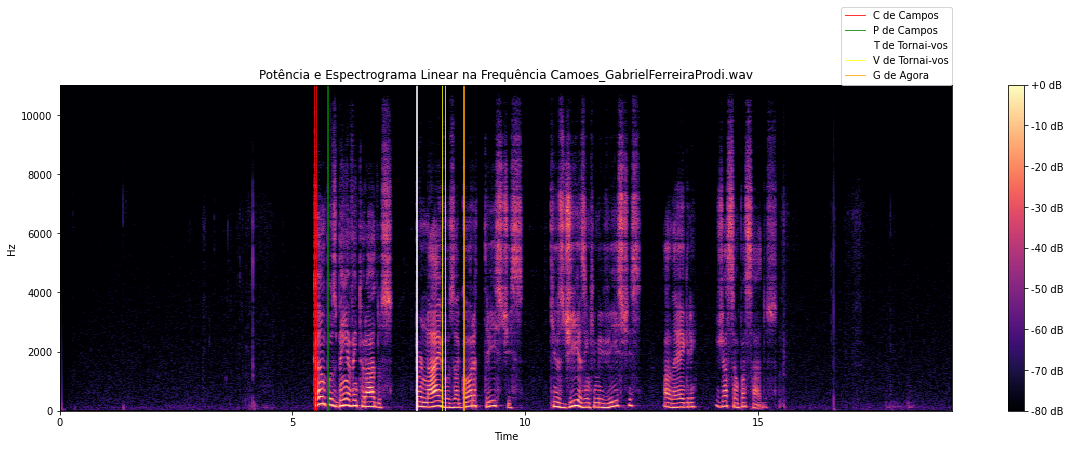 C de Campos
P de Campos
T de Tornai-vos
V de Tornai-vos
G de Agora
Potência e Espectrograma Linear na Frequência Camoes_GabrielFerreiraProdi.wav
10000
8000
6000
4000
2000
0
Hz
0
5
10
15
Time
+0 dB
-10 dB
-20 dB
-30 dB
-40 dB
-50 dB
-60 dB
-70 dB
-80 dB